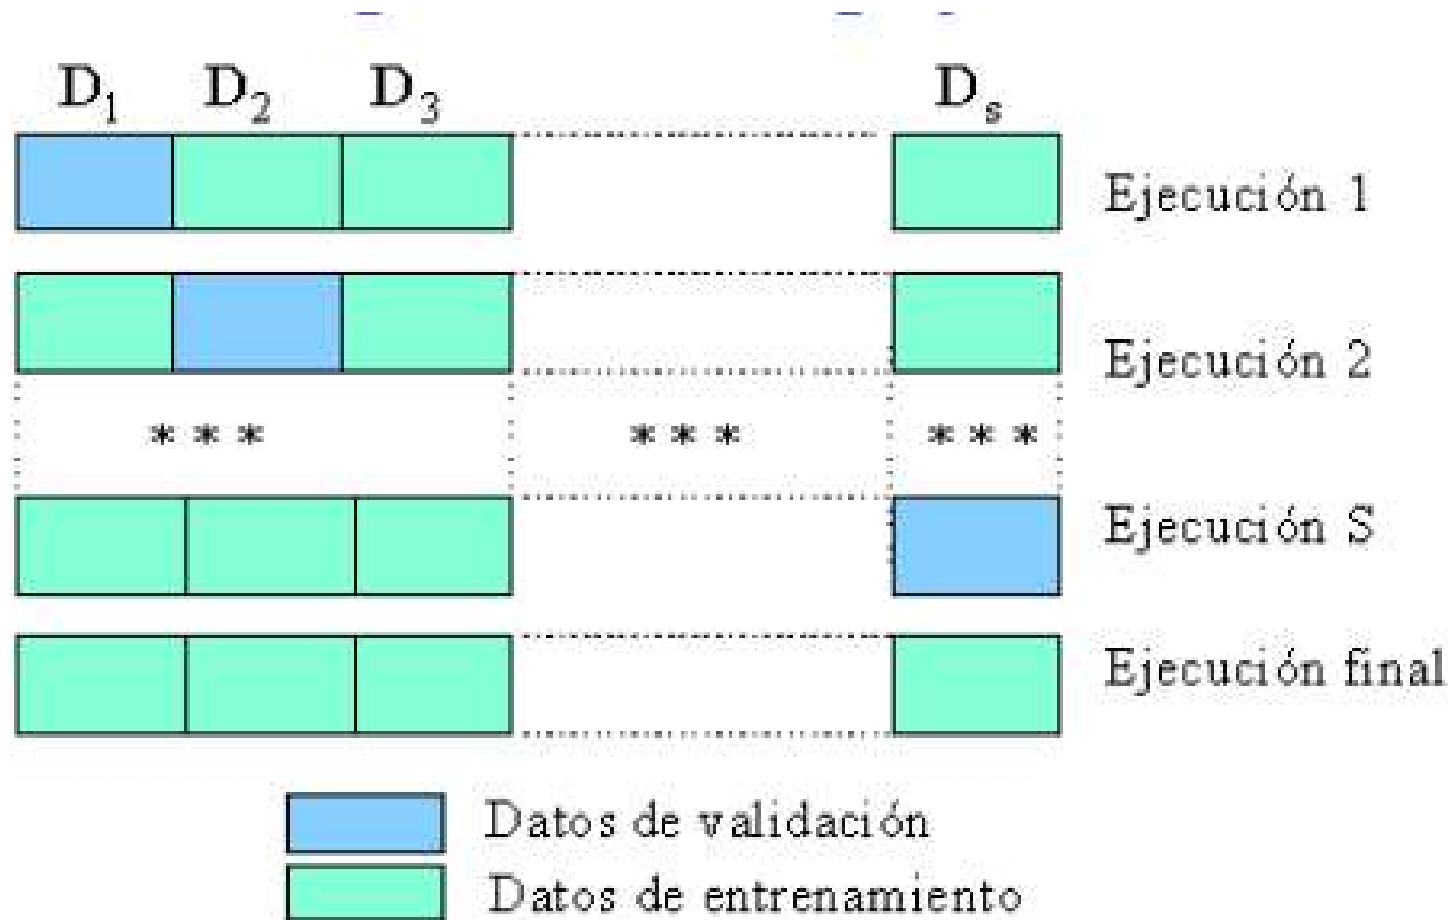 D1 D2 D3 Ds
Ejecución 1
Ejecución 2
* * * * * * * * *
Ejecución S
Ejecución final
Datos de validación
Datos de entrenamiento